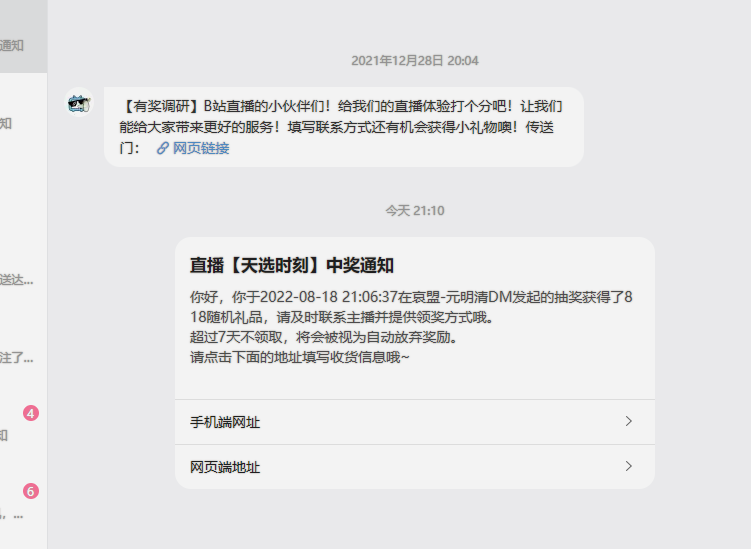 通知
2021年12月28日 20:04
【有奖调研】B站直播的小伙伴们！给我们的直播体验打个分吧！让我们
能给大家带来更好的服务！填写联系方式还有机会获得小礼物噢！传送
门： 网页链接
知
今天 21:10
直播【天选时刻】中奖通知
送达...
你好，你于2022-08-18 21:06:37在哀盟-元明清DM发起的抽奖获得了8
18随机礼品，请及时联系主播并提供领奖方式哦。
超过7天不领取，将会被视为自动放弃奖励。
请点击下面的地址填写收货信息哦~
注了...
4
手机端网址
知
网页端地址
6